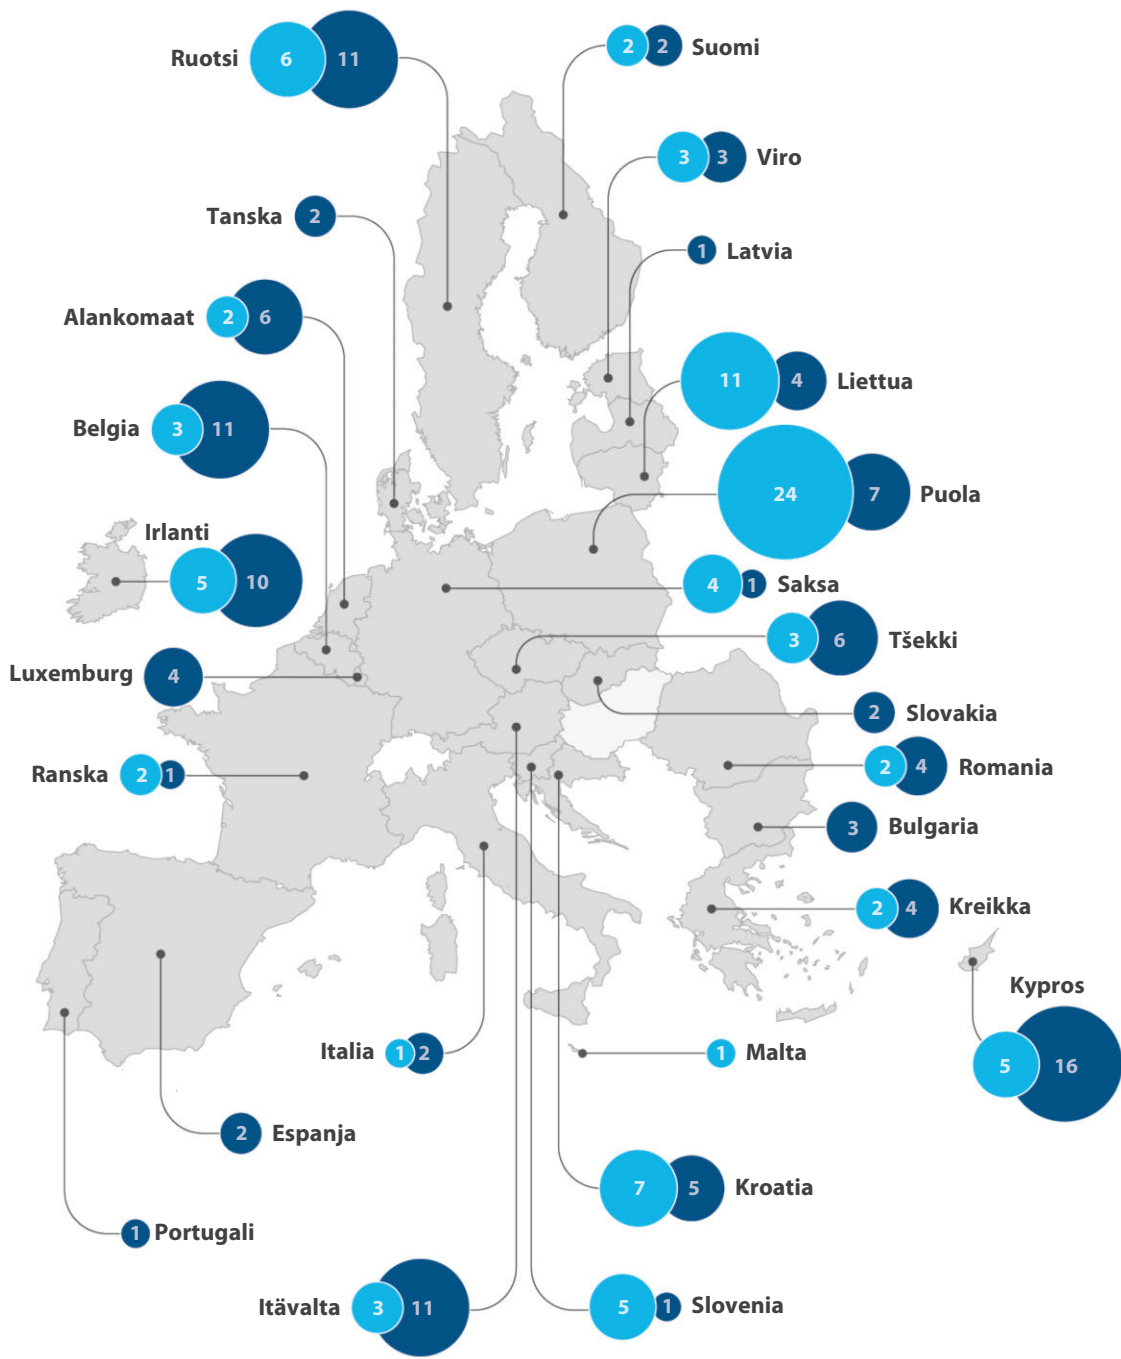 Ruotsi 6 11
2 2 Suomi
3 3 Viro
Tanska 2
1 Latvia
Alankomaat 2 6
11 4 Liettua
Belgia 3 11
24 7 Puola
Irlanti
5 10
4 1 Saksa
3 6 Tšekki
Luxemburg 4
2 Slovakia
Ranska 2 1
2 4 Romania
3 Bulgaria
2 4 Kreikka
Kypros
5 16
Italia 1 2
1 Malta
2 Espanja
7 5 Kroatia
1 Portugali
Itävalta 3 11
5 1 Slovenia